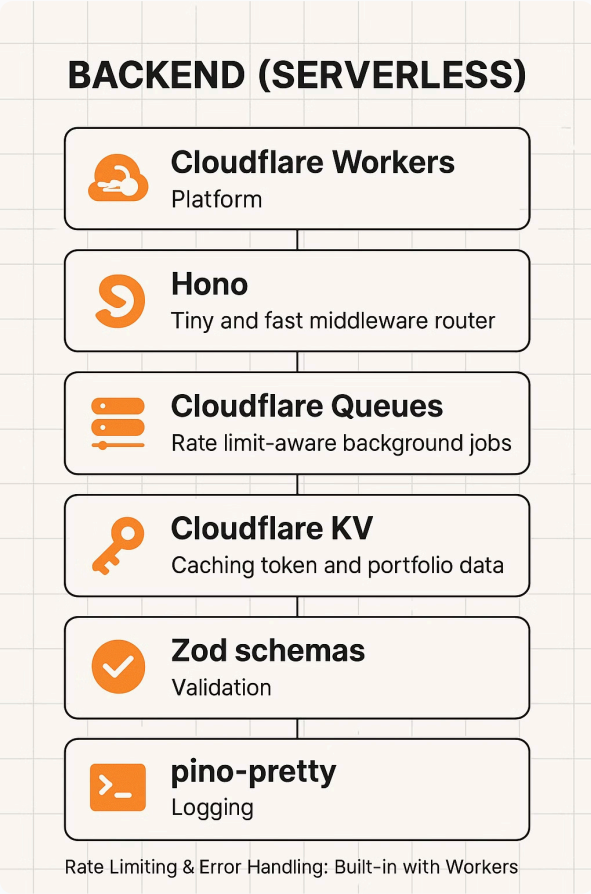 BACKEND (SERVERLESS)
Cloudflare Workers
Platform
Hono
Tiny and fast middleware router
Cloudflare Queues
Rate limit-aware background jobs
Cloudflare KV
Caching token and portfolio data
Zod schemas
Validation
pino-pretty
Logging
Rate Limiting & Error Handling: Built-in with Workers